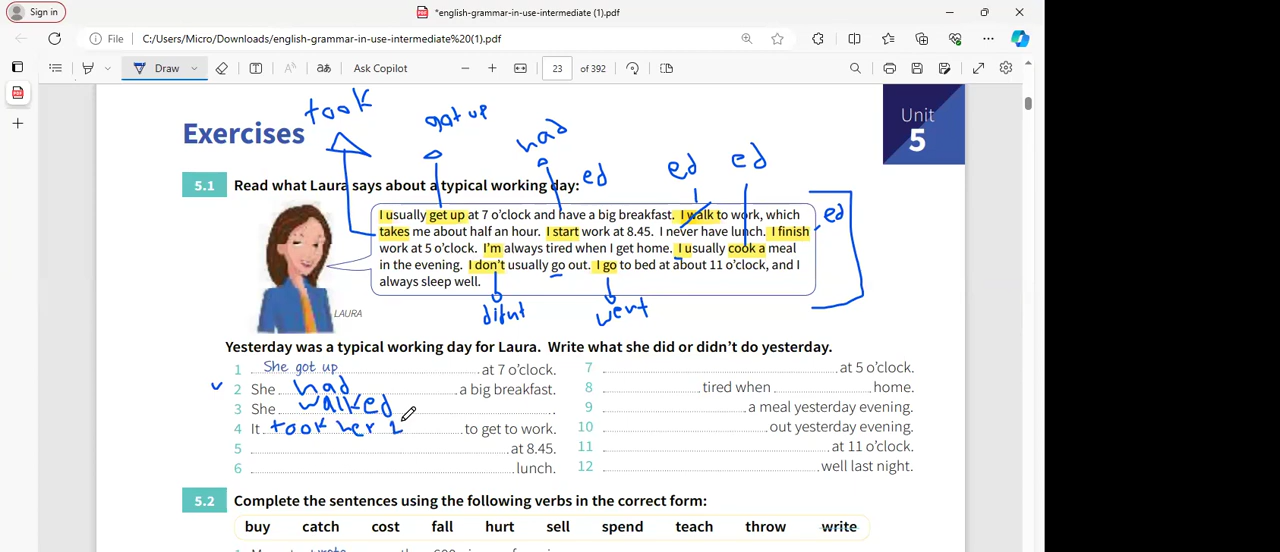 Sign in
*english-grammar-in-use-intermediate (1).pdf
File C:/Users/Micro/Downloads/english-grammar-in-use-intermediate%20(1).pdf
Draw Ask Copilot 23 of 392
took
got up
had
ed
ed
ed
Exercises
Unit
5
5.1 Read what Laura says about a typical working day:
I usually get up at 7 o'clock and have a big breakfast. I walk to work, which
takes me about half an hour. I start work at 8.45. I never have lunch. I finish
ed
work at 5 o'clock. I'm always tired when I get home. I usually cook a meal
in the evening. I don't usually go out. I go to bed at about 11 o'clock, and I
always sleep well.
didnt
went
LAURA
Yesterday was a typical working day for Laura. Write what she did or didn't do yesterday.
1 She got up at 7 o'clock.
2 She had a big breakfast.
3 She walked .
4 It took her to get to work.
5 at 8.45.
6 lunch.
7 at 5 o'clock.
8 tired when home.
9 a meal yesterday evening.
10 out yesterday evening.
11 at 11 o'clock.
12 well last night.
5.2 Complete the sentences using the following verbs in the correct form:
buy catch cost fall hurt sell spend teach throw write